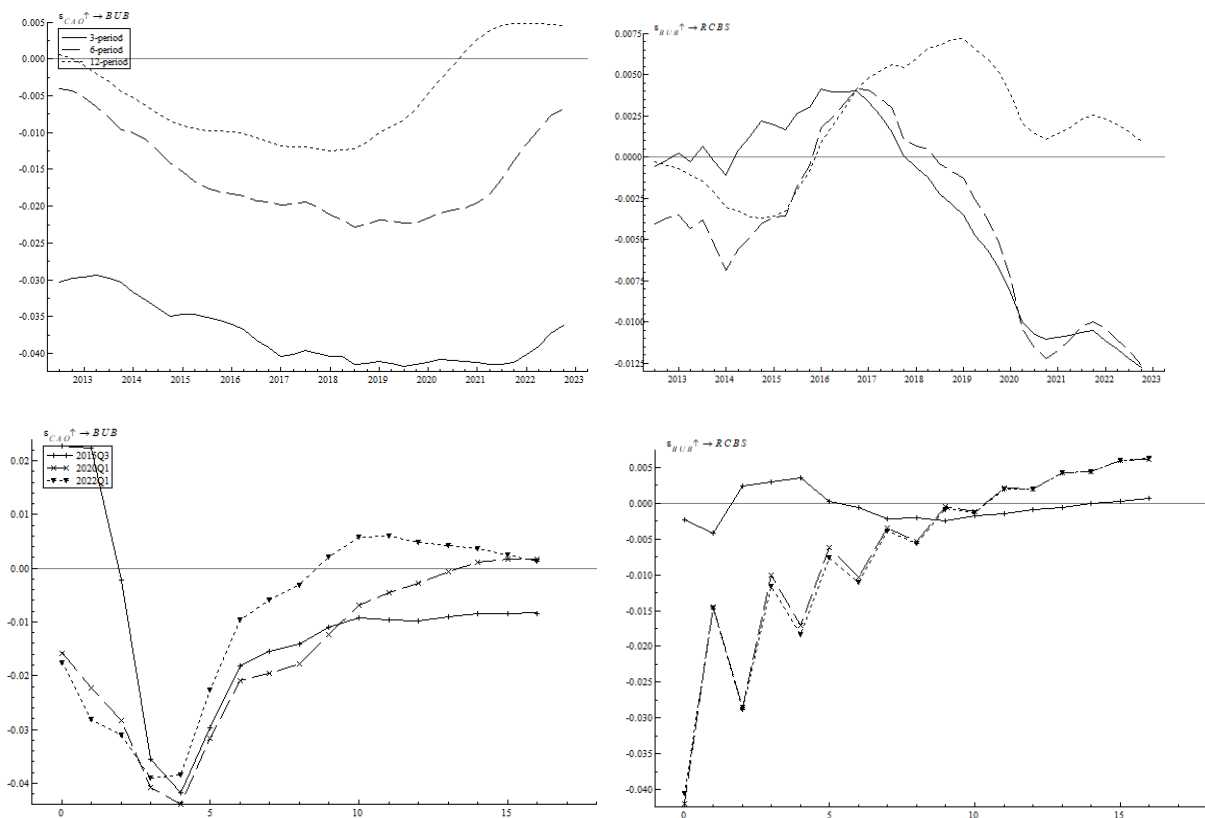 ε CAO ↑ → BUB
0.005
3-period
6-period
12-period
0.000
-0.005
-0.010
-0.015
-0.020
-0.025
-0.030
-0.035
-0.040
2013 2014 2015 2016 2017 2018 2019 2020 2021 2022 2023
ε BUB ↑ → RCBS
0.0075
0.0050
0.0025
0.0000
-0.0025
-0.0050
-0.0075
-0.0100
-0.0125
2013 2014 2015 2016 2017 2018 2019 2020 2021 2022 2023
ε CAO ↑ → BUB
2015Q3
2020Q1
2022Q1
0.02
0.01
0.00
-0.01
-0.02
-0.03
-0.04
0 5 10 15
ε BUB ↑ → RCBS
0.005
0.000
-0.005
-0.010
-0.015
-0.020
-0.025
-0.030
-0.035
-0.040
0 5 10 15